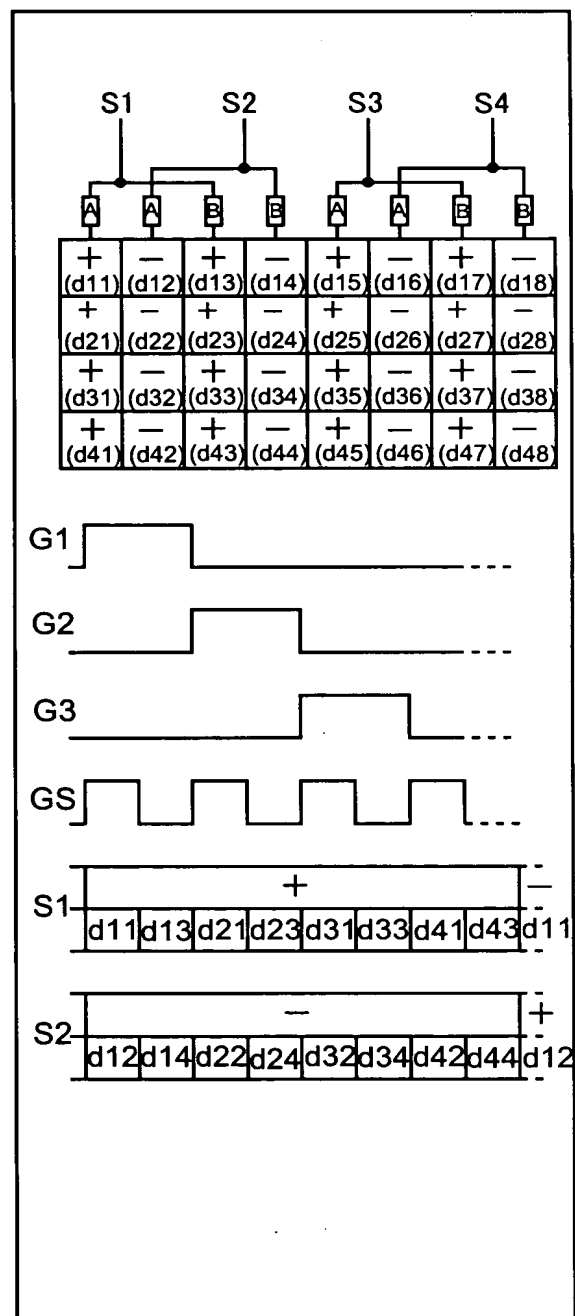 S1 S2 S3 S4
A A B B A A B B
+ − + − + − + −
(d11) (d12) (d13) (d14) (d15) (d16) (d17) (d18)
+ − + − + − + −
(d21) (d22) (d23) (d24) (d25) (d26) (d27) (d28)
+ − + − + − + −
(d31) (d32) (d33) (d34) (d35) (d36) (d37) (d38)
+ − + − + − + −
(d41) (d42) (d43) (d44) (d45) (d46) (d47) (d48)
G1
G2
G3
GS
+ −
S1
d11 d13 d21 d23 d31 d33 d41 d43 d11
− +
S2
d12 d14 d22 d24 d32 d34 d42 d44 d12